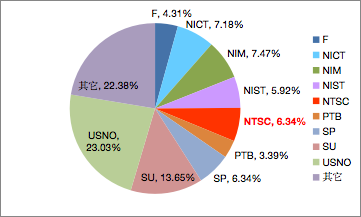 F, 4.31%
NICT, 7.18%
NIM, 7.47%
NIST, 5.92%
NTSC, 6.34%
PTB, 3.39%
SP, 6.34%
SU, 13.65%
USNO,
23.03%
其它, 22.38%
F
NICT
NIM
NIST
NTSC
PTB
SP
SU
USNO
其它